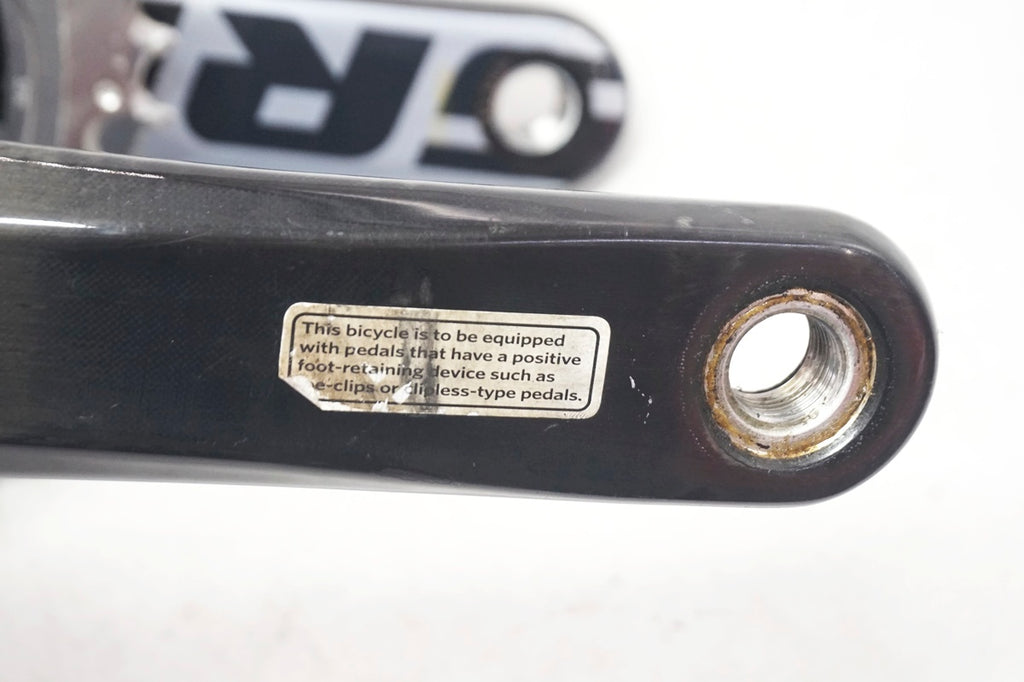 R
This bicycle is to be equipped
with pedals that have a positive
foot-retaining device such as
e-clips or clipless-type pedals.